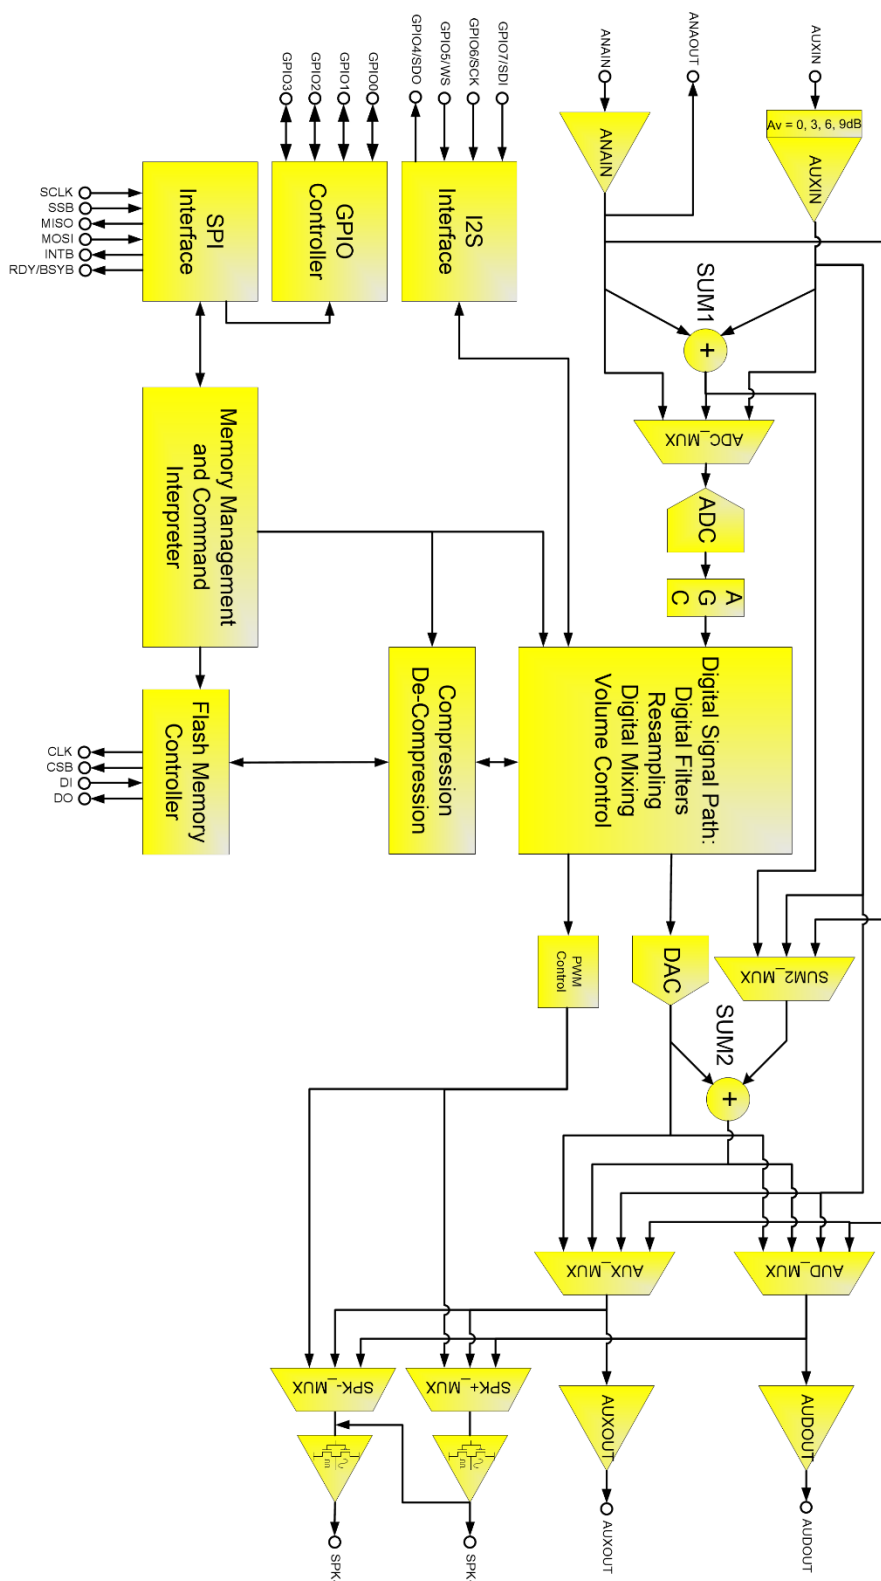 GPIO3
GPIO2
GPIO1
GPIO0
GPIO4/SDO
GPIO5/WS
GPIO6/SCK
GPIO7/SDI
ANAIN
ANAOUT
AUXIN
Av = 0, 3, 6, 9dB
ANAIN
AUXIN
SCLK
SSB
MISO
MOSI
INTB
RDY/BSYB
SPI
Interface
GPIO
Controller
I2S
Interface
SUM1
+
ADC_MUX
ADC
A
G
C
Memory Management
and Command
Interpreter
Digital Signal Path:
Digital Filters
Resampling
Digital Mixing
Volume Control
Compression
De-Compression
Flash Memory
Controller
CLK
CSB
DI
DO
PWM
Control
DAC
SUM2_MUX
SUM2
+
AUX_MUX
AUD_MUX
SPK-_MUX
SPK+_MUX
AUXOUT
AUDOUT
SPK-
SPK
AUXOUT
AUDOUT